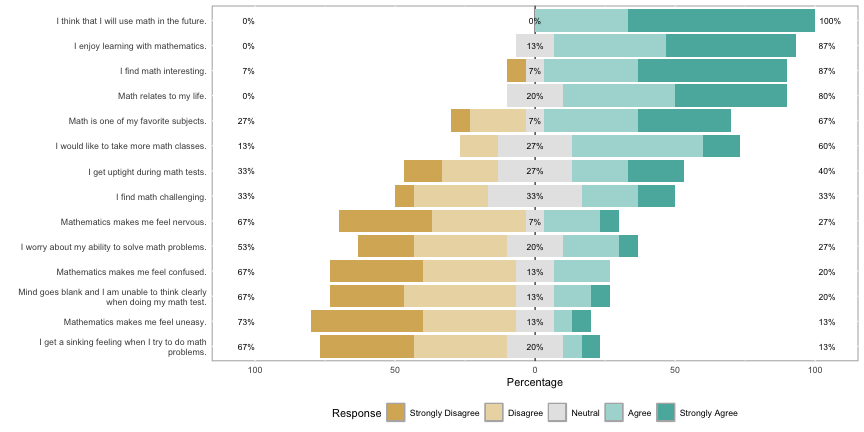 I think that I will use math in the future. 0% 0% 100%
I enjoy learning with mathematics. 0% 13% 87%
I find math interesting. 7% 7% 87%
Math relates to my life. 0% 20% 80%
Math is one of my favorite subjects. 27% 7% 67%
I would like to take more math classes. 13% 27% 60%
I get uptight during math tests. 33% 27% 40%
I find math challenging. 33% 33% 33%
Mathematics makes me feel nervous. 67% 7% 27%
I worry about my ability to solve math problems. 53% 20% 27%
Mathematics makes me feel confused. 67% 13% 20%
Mind goes blank and I am unable to think clearly
when doing my math test. 67% 13% 20%
Mathematics makes me feel uneasy. 73% 13% 13%
I get a sinking feeling when I try to do math
problems. 67% 20% 13%
100 50 0 50 100
Percentage
Response Strongly Disagree Disagree Neutral Agree Strongly Agree